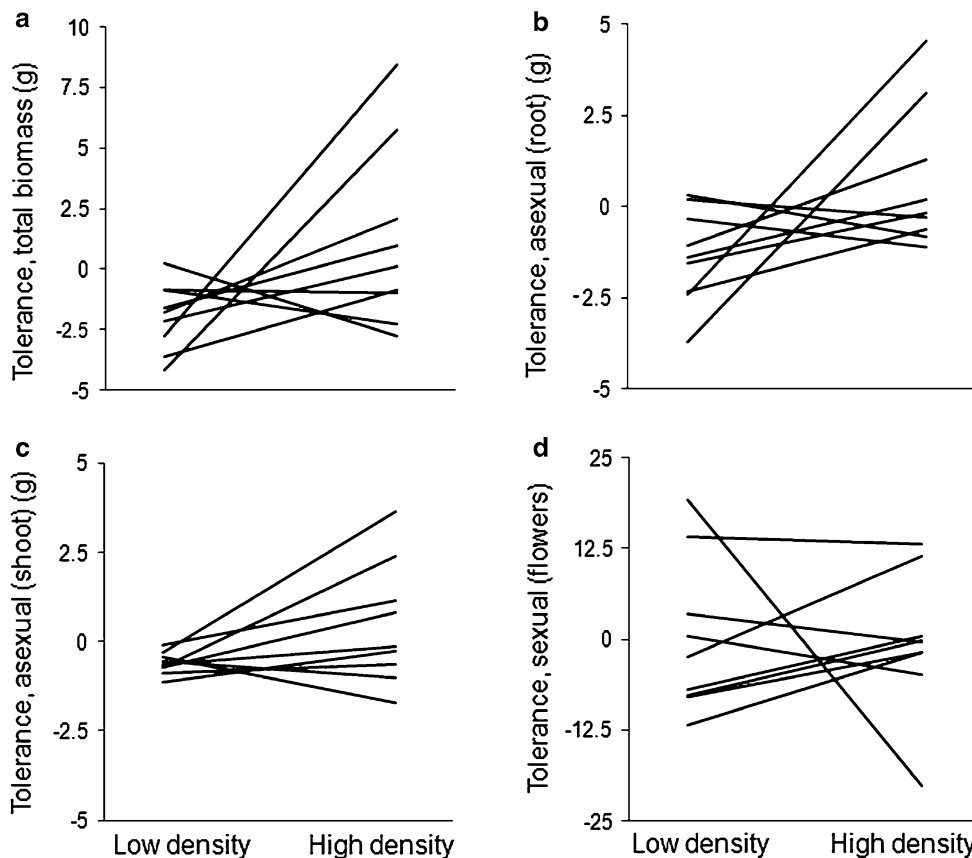 a
Tolerance, total biomass (g)
10
7.5
5
2.5
0
-2.5
-5
b
Tolerance, asexual (root) (g)
5
2.5
0
-2.5
-5
c
Tolerance, asexual (shoot) (g)
5
2.5
0
-2.5
-5
Low density
High density
d
Tolerance, sexual (flowers)
25
12.5
0
-12.5
-25
Low density
High density